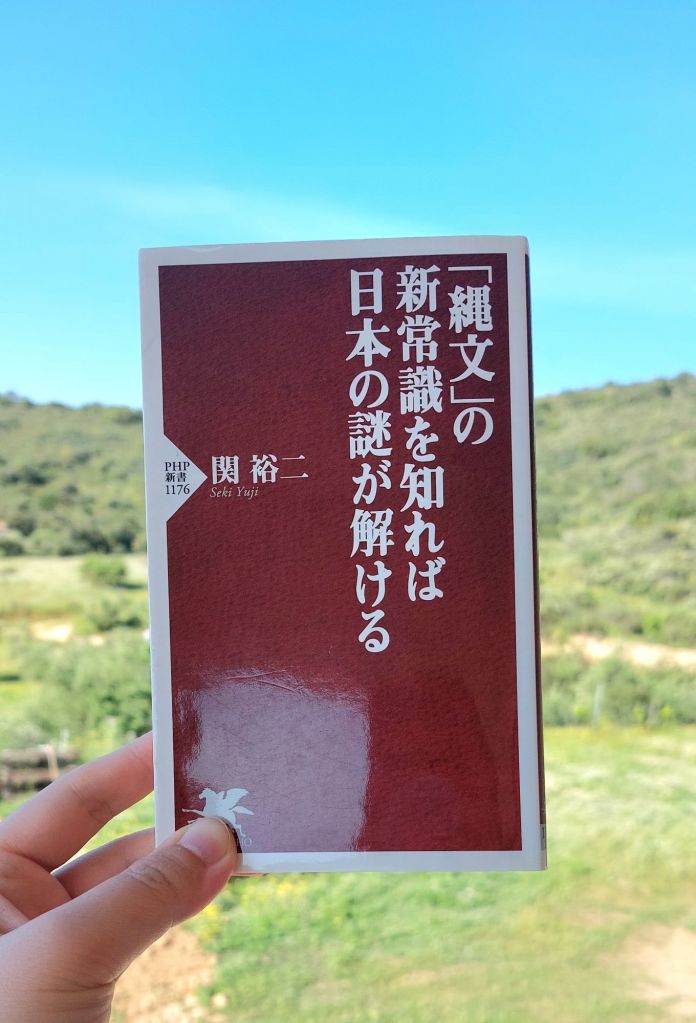 「縄文」の
新常識を知れば
日本の謎が解ける
関 裕二
Seki Yuji
PHP
新書
1176